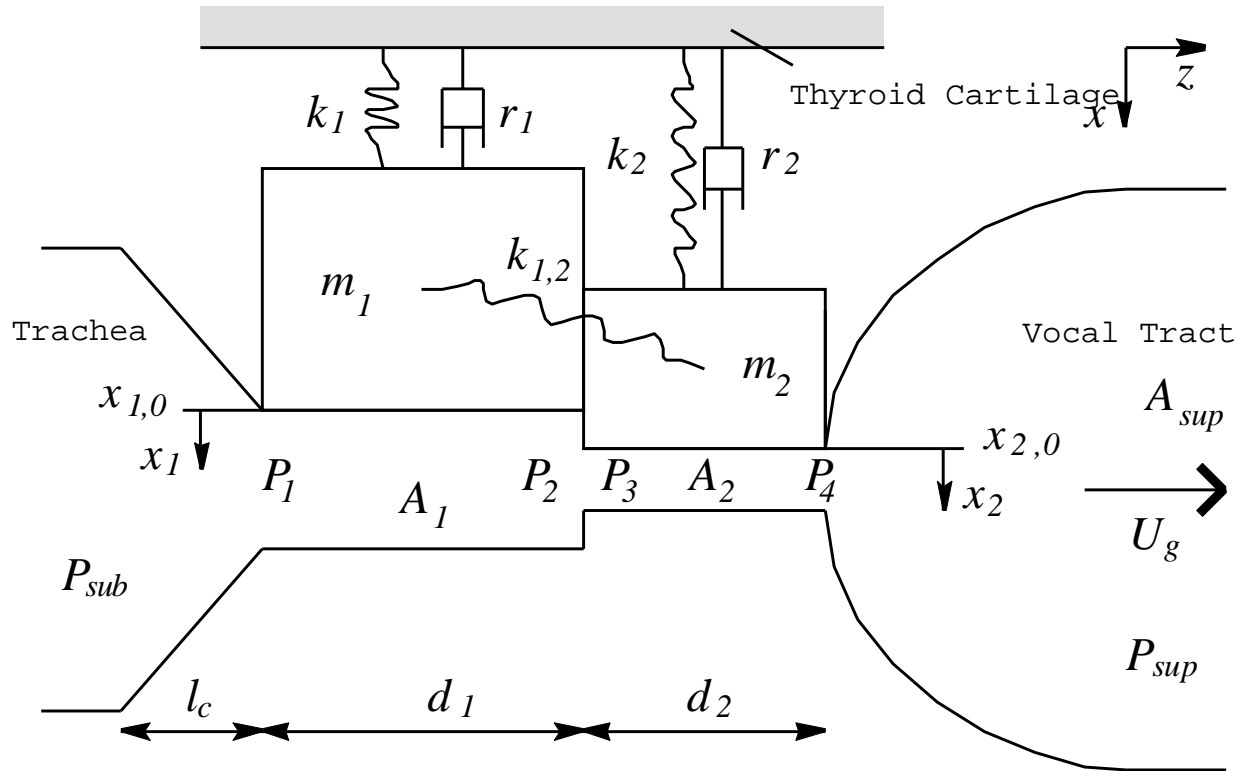 Thyroid Cartilage
z
x
k1
r1
k2
r2
k1,2
m1
m2
Trachea
Vocal Tract
x1,0
x1
Asup
x2,0
x2
P1
P2
P3
A2
P4
A1
Ug
Psub
Psup
lc
d1
d2